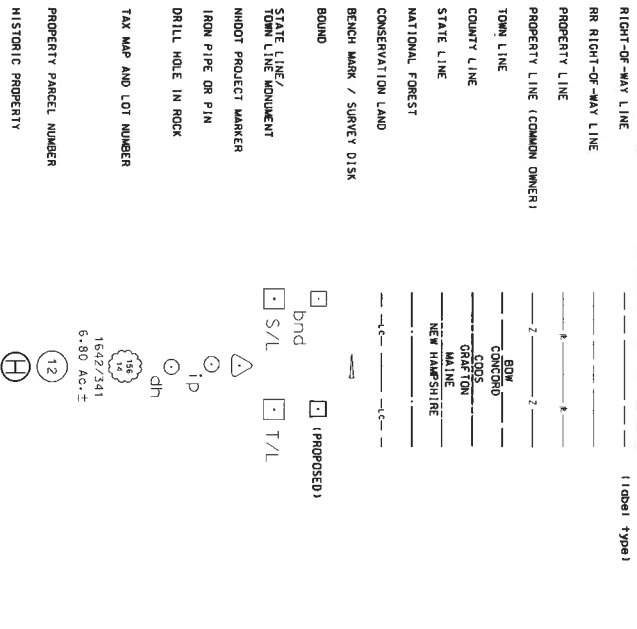 RIGHT-OF-WAY LINE (label type)
RR RIGHT-OF-WAY LINE
PROPERTY LINE
PROPERTY LINE (COMMON OWNER) Z Z
TOWN LINE BOW
CONCORD
COUNTY LINE COOS
GRAFTON
STATE LINE MAINE
NEW HAMPSHIRE
NATIONAL FOREST
CONSERVATION LAND LC LC
BENCH MARK / SURVEY DISK
BOUND bnd (PROPOSED)
STATE LINE/
TOWN LINE MONUMENT S/L T/L
NHDOT PROJECT MARKER
IRON PIPE OR PIN ip
DRILL HOLE IN ROCK dh
TAX MAP AND LOT NUMBER 156
14
1642/341
6.80 Ac.±
PROPERTY PARCEL NUMBER 12
HISTORIC PROPERTY H